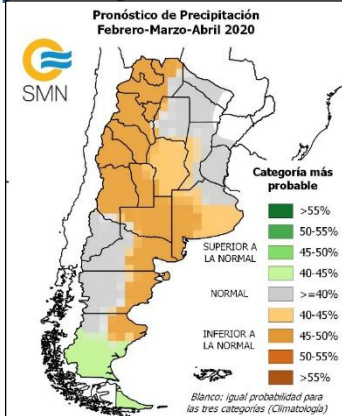 Pronóstico de Precipitación
Febrero-Marzo-Abril 2020
SMN
Categoría más
probable
>55%
50-55%
SUPERIOR A
LA NORMAL
45-50%
40-45%
NORMAL
>=40%
40-45%
INFERIOR A
LA NORMAL
45-50%
50-55%
>55%
Blanco: igual probabilidad para
las tres categorías (Climatología)